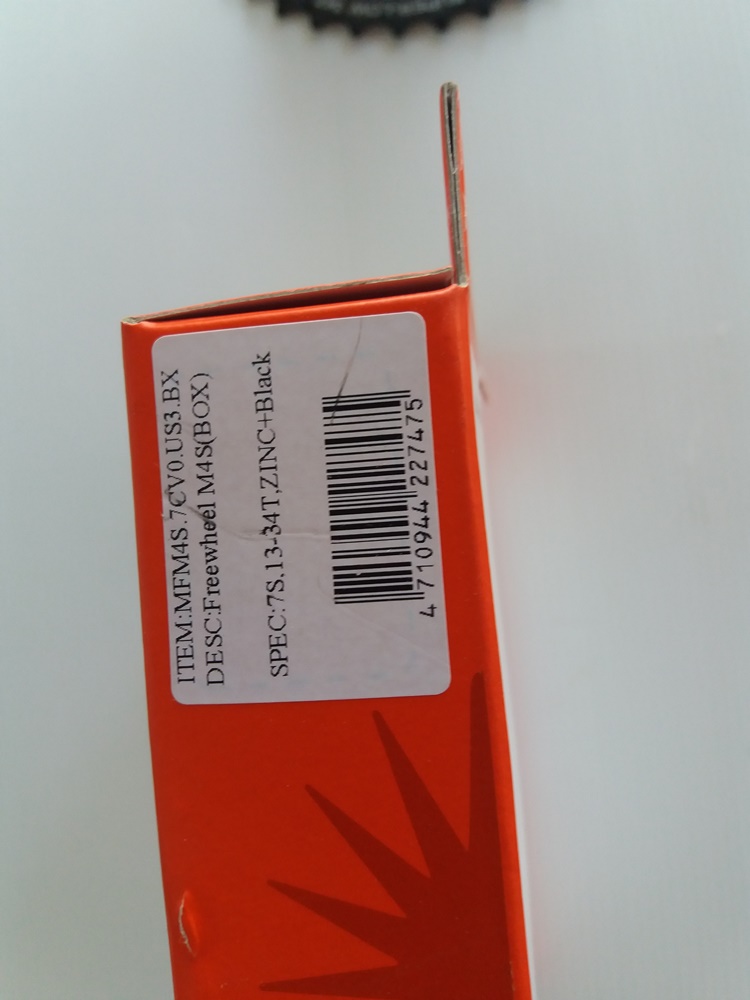 ITEM:MFM4S.7CV0.US3.BX
DESC:Freewheel M4S(BOX)
SPEC:7S.13-34T,ZINC+Black
4 710944 227475